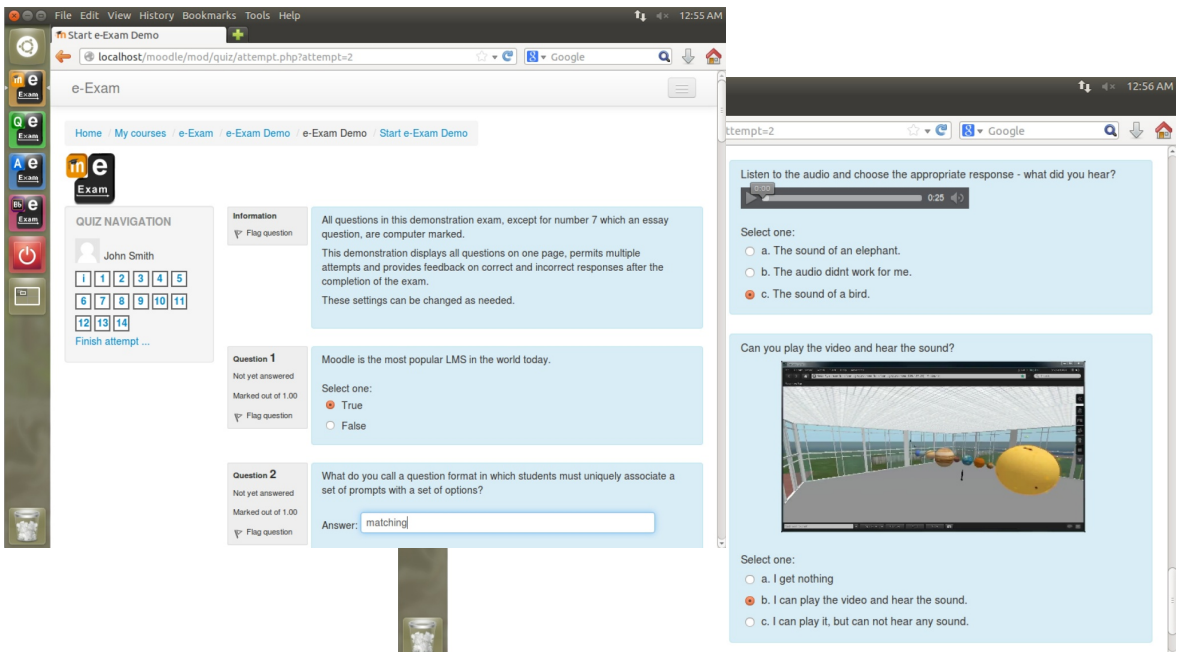 File Edit View History Bookmarks Tools Help
12:55 AM
Start e-Exam Demo
localhost/moodle/mod/quiz/attempt.php?attempt=2
Google
e-Exam
Home / My courses / e-Exam / e-Exam Demo / e-Exam Demo / Start e-Exam Demo
m e
Exam
m e
Exam
Q e
Exam
A e
Exam
Bb e
Exam
QUIZ NAVIGATION
John Smith
i 1 2 3 4 5
6 7 8 9 10 11
12 13 14
Finish attempt ...
Information
Flag question
All questions in this demonstration exam, except for number 7 which an essay
question, are computer marked.
This demonstration displays all questions on one page, permits multiple
attempts and provides feedback on correct and incorrect responses after the
completion of the exam.
These settings can be changed as needed.
Question 1
Not yet answered
Marked out of 1.00
Flag question
Moodle is the most popular LMS in the world today.
Select one:
True
False
Question 2
Not yet answered
Marked out of 1.00
Flag question
What do you call a question format in which students must uniquely associate a
set of prompts with a set of options?
Answer: matching
12:56 AM
ttempt=2
Google
Listen to the audio and choose the appropriate response - what did you hear?
0:00
0:25
Select one:
a. The sound of an elephant.
b. The audio didnt work for me.
c. The sound of a bird.
Can you play the video and hear the sound?
Select one:
a. I get nothing
b. I can play the video and hear the sound.
c. I can play it, but can not hear any sound.